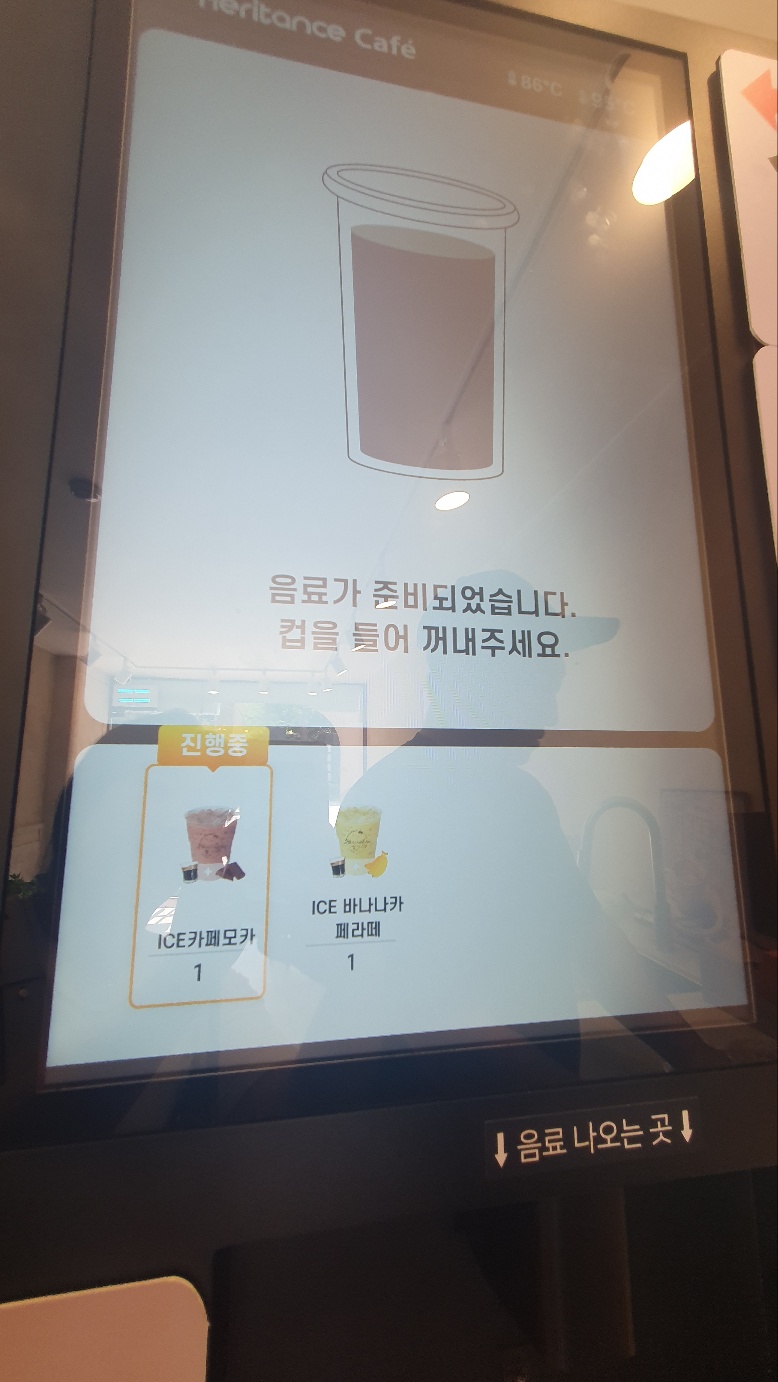 heritance Café
86°C 93°C
음료가 준비되었습니다.
컵을 들어 꺼내주세요.
진행중
ICE카페모카
1
ICE 바나나카
페라떼
1
↓음료 나오는 곳↓